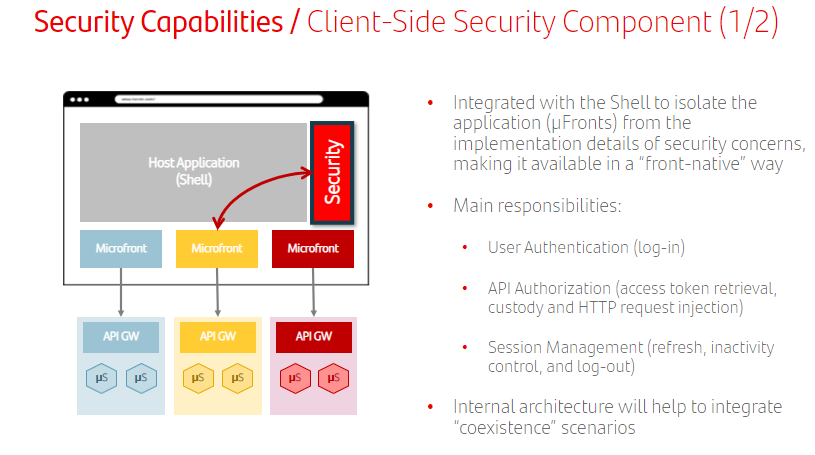 Security Capabilities / Client-Side Security Component (1/2)
Host Application
(Shell)
Security
Microfront
Microfront
Microfront
API GW
API GW
API GW
μS
μS
μS
μS
μS
μS
• Integrated with the Shell to isolate the
application (μFronts) from the
implementation details of security concerns,
making it available in a “front-native” way
• Main responsibilities:
• User Authentication (log-in)
• API Authorization (access token retrieval,
custody and HTTP request injection)
• Session Management (refresh, inactivity
control, and log-out)
• Internal architecture will help to integrate
“coexistence” scenarios